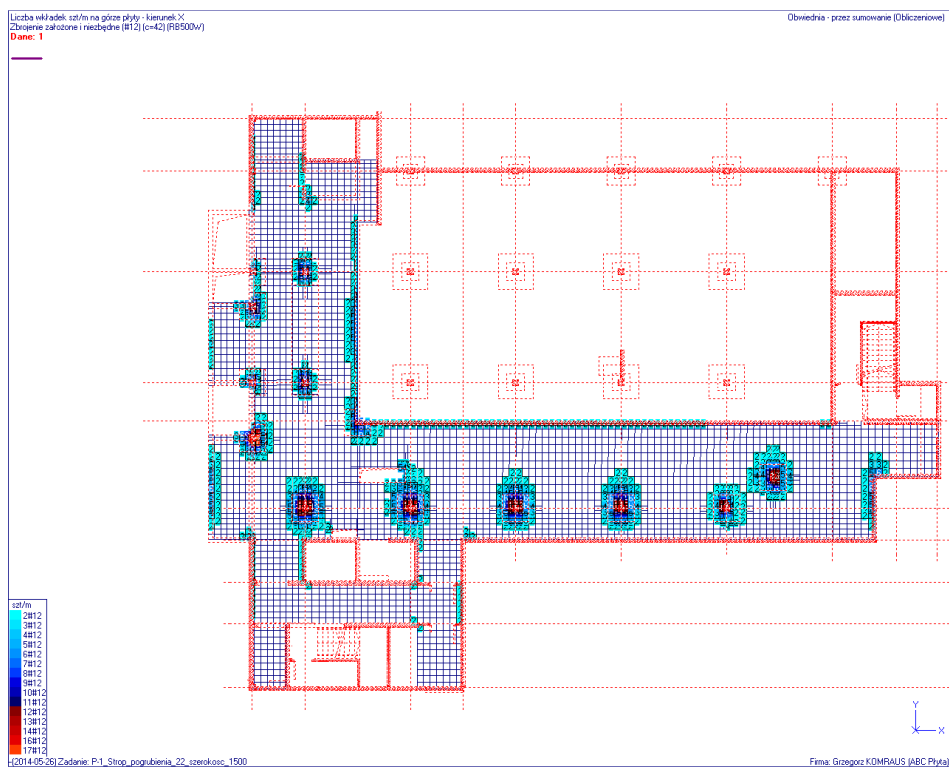 Liczba wkładek szt/m na górze płyty - kierunek X
Zbrojenie założone i niezbędne (#12) (c=42) (RB500W)
Dane: 1
Obwiednia - przez sumowanie (Obliczeniowe)
szt/m
2#12
3#12
4#12
5#12
6#12
7#12
8#12
9#12
10#12
11#12
12#12
13#12
14#12
16#12
17#12
Y
X
(2014-05-26) Zadanie: P-1_Strop_pogrubienia_22_szerokosc_1500
Firma: Grzegorz KOMRAUS (ABC Płyta)